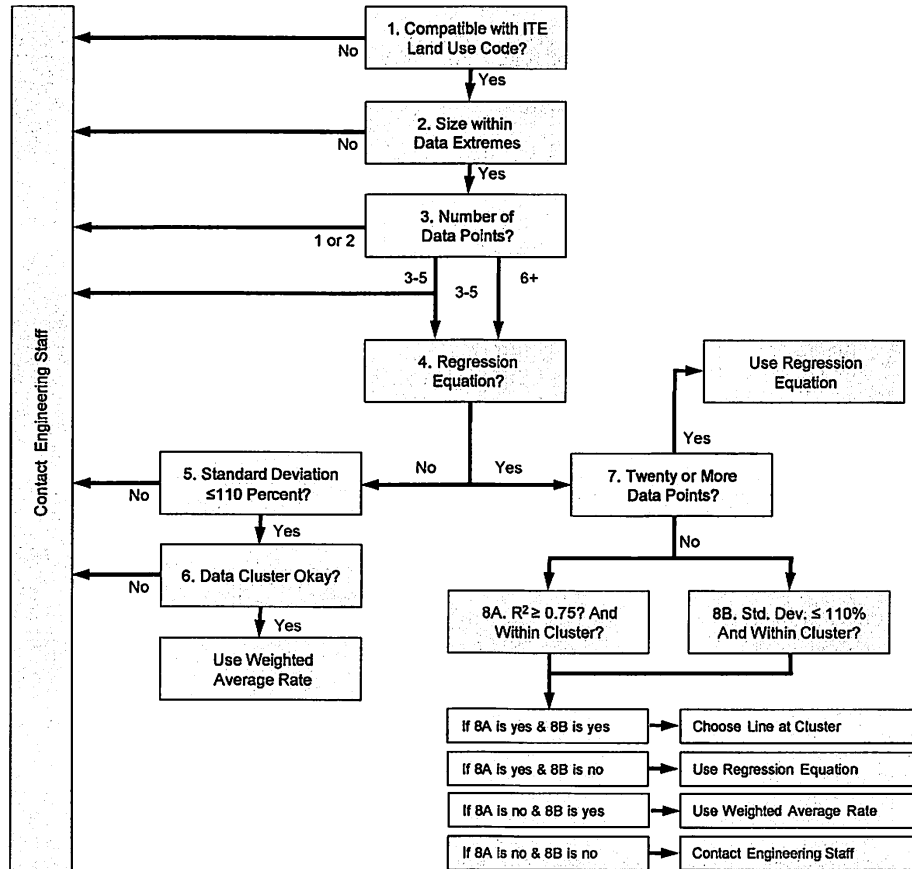 Contact Engineering Staff
1. Compatible with ITE
Land Use Code?
No
Yes
2. Size within
Data Extremes
No
Yes
3. Number of
Data Points?
1 or 2
3-5
3-5
6+
4. Regression
Equation?
Use Regression
Equation
Yes
No
Yes
5. Standard Deviation
≤110 Percent?
7. Twenty or More
Data Points?
No
Yes
No
6. Data Cluster Okay?
No
Yes
8A. R² ≥ 0.75? And
Within Cluster?
8B. Std. Dev. ≤ 110%
And Within Cluster?
Use Weighted
Average Rate
If 8A is yes & 8B is yes
Choose Line at Cluster
If 8A is yes & 8B is no
Use Regression Equation
If 8A is no & 8B is yes
Use Weighted Average Rate
If 8A is no & 8B is no
Contact Engineering Staff